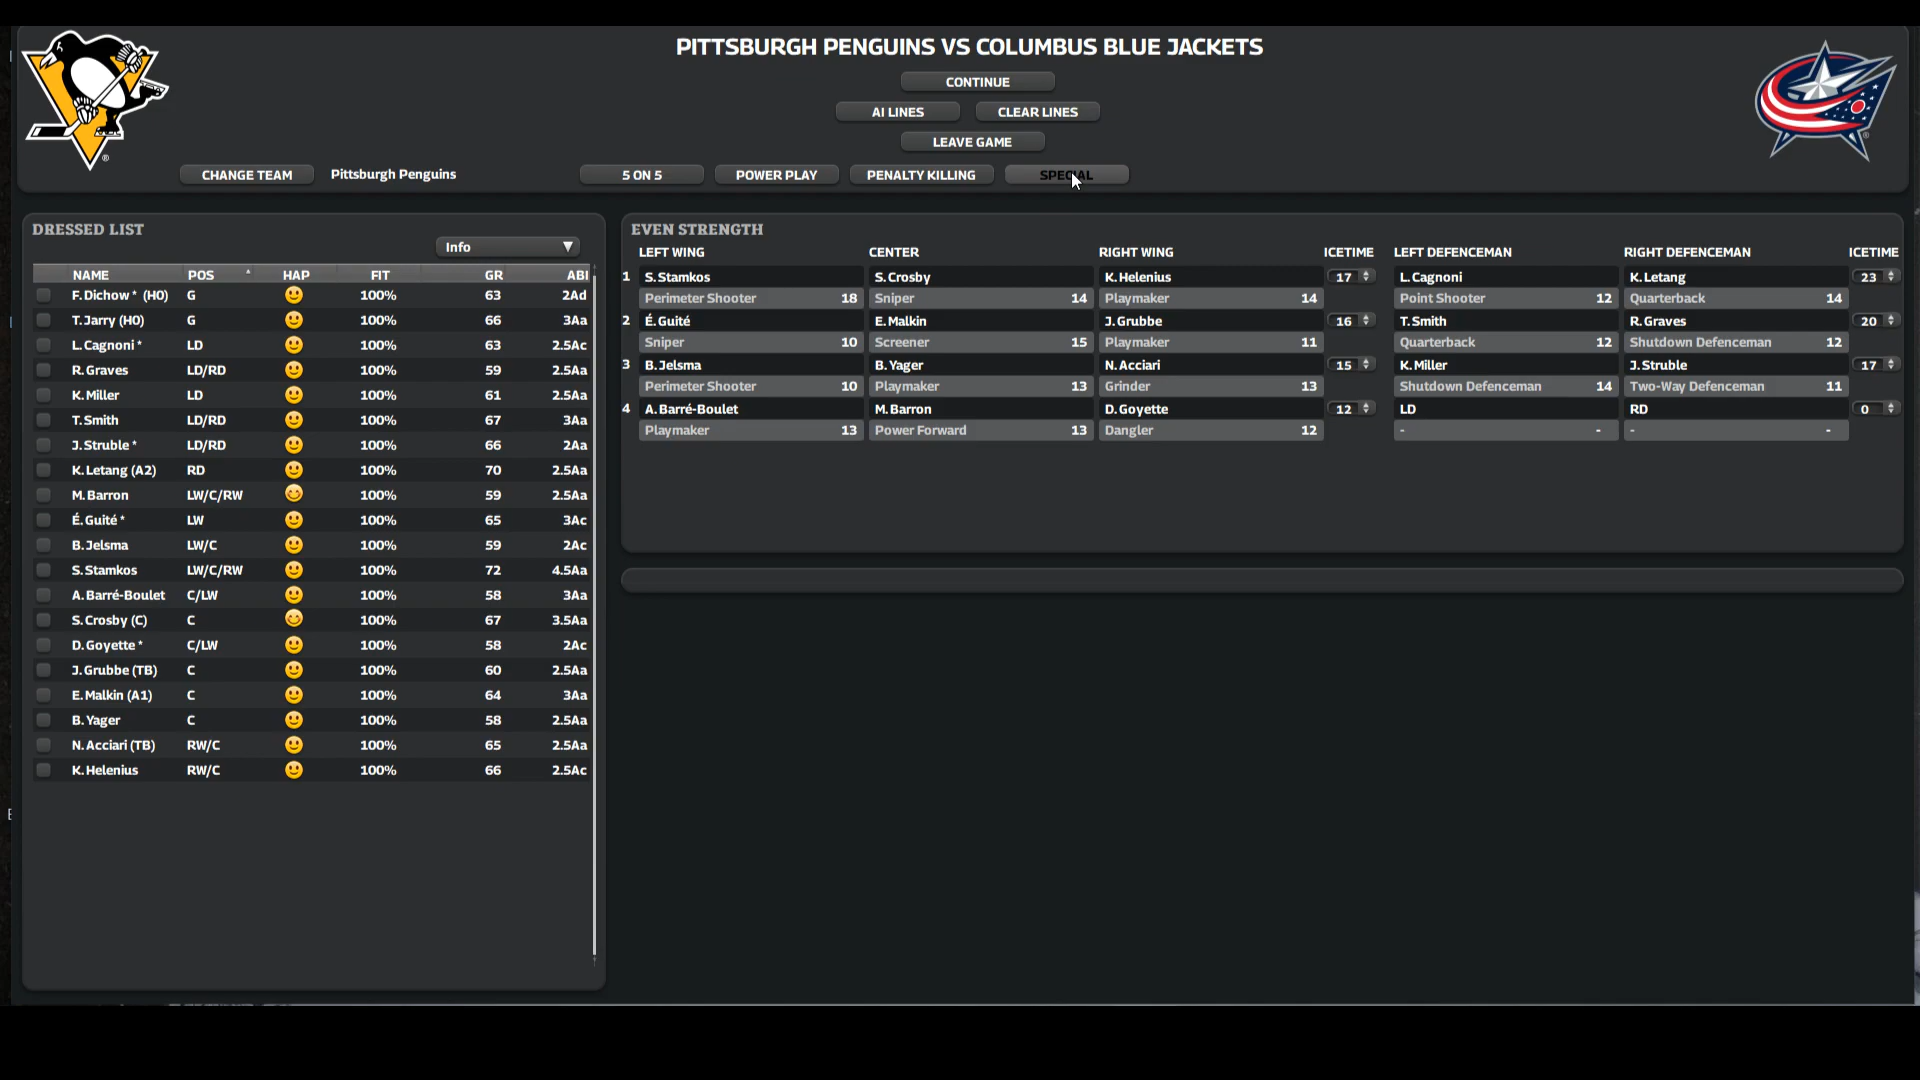 PITTSBURGH PENGUINS VS COLUMBUS BLUE JACKETS
CONTINUE
AI LINES CLEAR LINES
LEAVE GAME
CHANGE TEAM Pittsburgh Penguins 5 ON 5 POWER PLAY PENALTY KILLING SPECIAL
DRESSED LIST
Info
NAME POS HAP FIT GR ABI
F. Dichow * (H0) G 100% 63 2Ad
T. Jarry (H0) G 100% 66 3Aa
L. Cagnoni * LD 100% 63 2.5Ac
R. Graves LD/RD 100% 59 2.5Aa
K. Miller LD 100% 61 2.5Aa
T. Smith LD/RD 100% 67 3Aa
J. Struble * LD/RD 100% 66 2Aa
K. Letang (A2) RD 100% 70 2.5Aa
M. Barron LW/C/RW 100% 59 2.5Aa
É. Guité * LW 100% 65 3Ac
B. Jelsma LW/C 100% 59 2Ac
S. Stamkos LW/C/RW 100% 72 4.5Aa
A. Barré-Boulet C/LW 100% 58 3Aa
S. Crosby (C) C 100% 67 3.5Aa
D. Goyette * C/LW 100% 58 2Ac
J. Grubbe (TB) C 100% 60 2.5Aa
E. Malkin (A1) C 100% 64 3Aa
B. Yager C 100% 58 2.5Aa
N. Acciari (TB) RW/C 100% 65 2.5Aa
K. Helenius RW/C 100% 66 2.5Ac
EVEN STRENGTH
LEFT WING CENTER RIGHT WING ICETIME LEFT DEFENCEMAN RIGHT DEFENCEMAN ICETIME
1 S. Stamkos S. Crosby K. Helenius 17 L. Cagnoni K. Letang 23
Perimeter Shooter 18 Sniper 14 Playmaker 14 Point Shooter 12 Quarterback 14
2 É. Guité E. Malkin J. Grubbe 16 T. Smith R. Graves 20
Sniper 10 Screener 15 Playmaker 11 Quarterback 12 Shutdown Defenceman 12
3 B. Jelsma B. Yager N. Acciari 15 K. Miller J. Struble 17
Perimeter Shooter 10 Playmaker 13 Grinder 13 Shutdown Defenceman 14 Two-Way Defenceman 11
4 A. Barré-Boulet M. Barron D. Goyette 12 LD RD 0
Playmaker 13 Power Forward 13 Dangler 12 - - - -